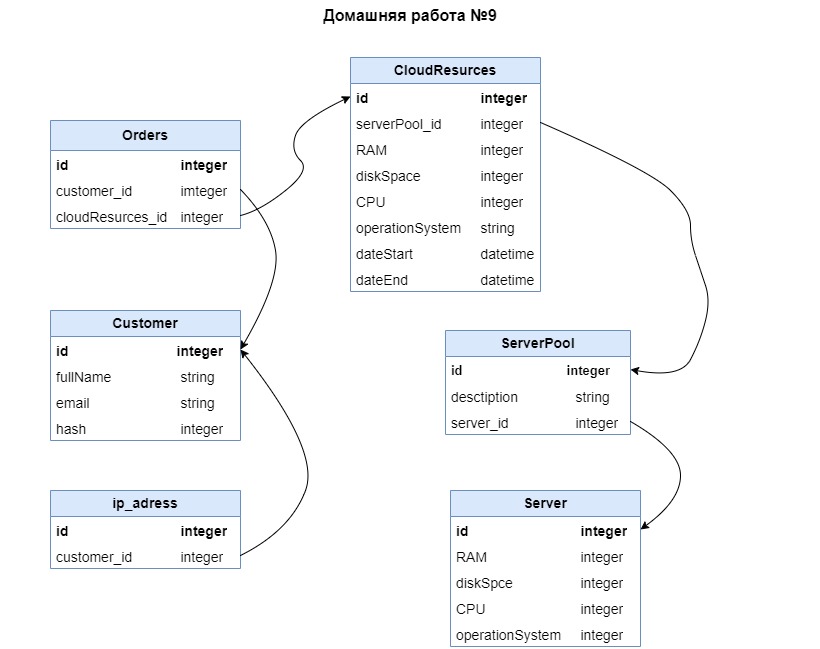 Домашняя работа №9
CloudResurces
id integer
serverPool_id integer
RAM integer
diskSpace integer
CPU integer
operationSystem string
dateStart datetime
dateEnd datetime
Orders
id integer
customer_id imteger
cloudResurces_id integer
Customer
id integer
fullName string
email string
hash integer
ServerPool
id integer
desctiption string
server_id integer
ip_adress
id integer
customer_id integer
Server
id integer
RAM integer
diskSpce integer
CPU integer
operationSystem integer